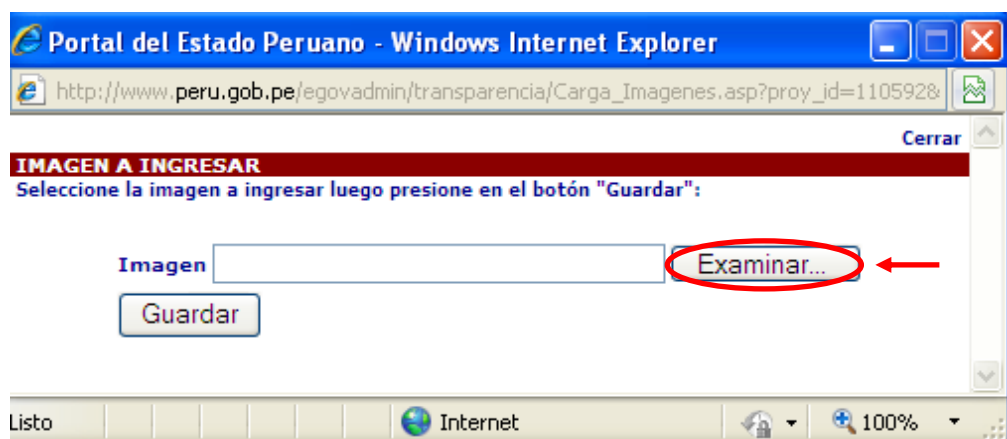 Portal del Estado Peruano - Windows Internet Explorer
http://www.peru.gob.pe/egovadmin/transparencia/Carga_Imagenes.asp?proy_id=110592&
Cerrar
IMAGEN A INGRESAR
Seleccione la imagen a ingresar luego presione en el botón "Guardar":
Imagen Examinar...
Guardar
Listo Internet 100%